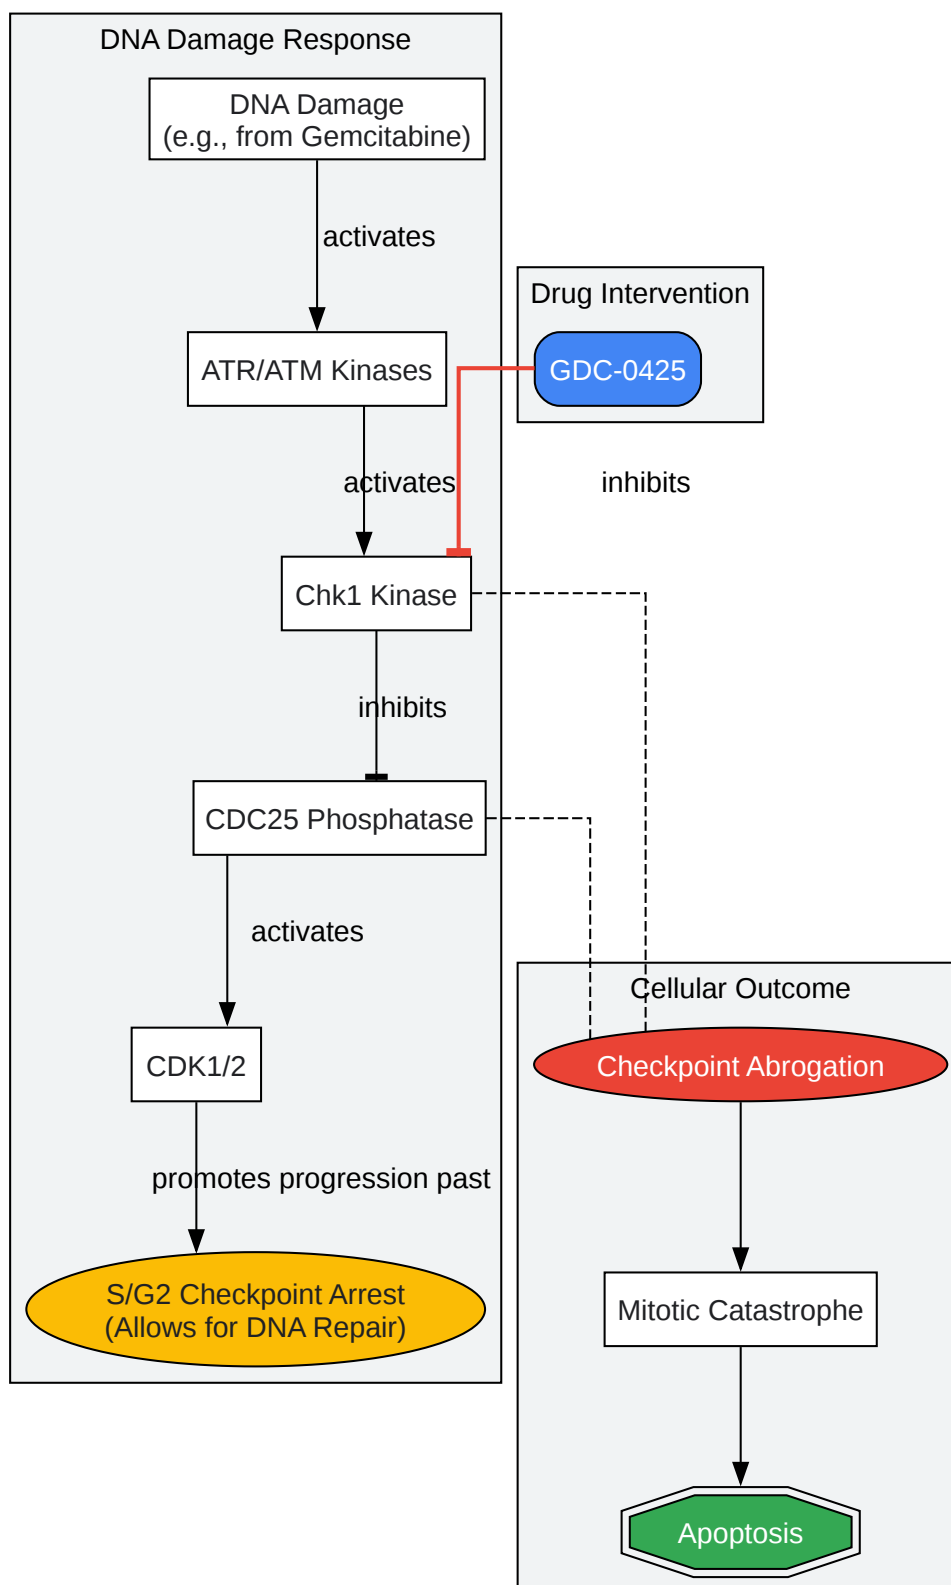 DNA Damage Response
DNA Damage
(e.g., from Gemcitabine)
activates
Drug Intervention
ATR/ATM Kinases
GDC-0425
activates
inhibits
Chk1 Kinase
inhibits
CDC25 Phosphatase
activates
Cellular Outcome
CDK1/2
Checkpoint Abrogation
promotes progression past
S/G2 Checkpoint Arrest
(Allows for DNA Repair)
Mitotic Catastrophe
Apoptosis